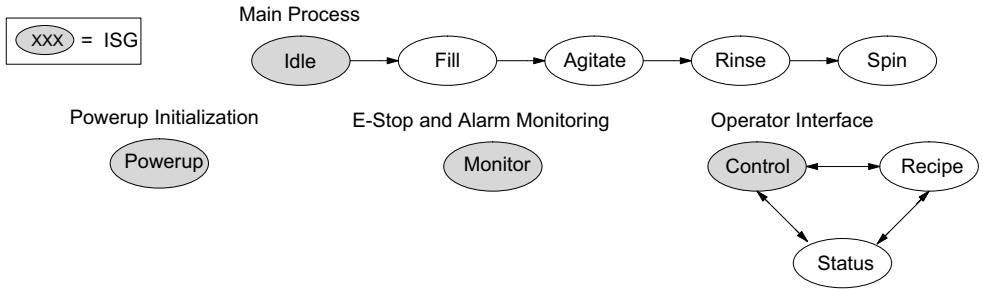 Main Process
XXX = ISG
Idle
Fill
Agitate
Rinse
Spin
Powerup Initialization
E-Stop and Alarm Monitoring
Operator Interface
Powerup
Monitor
Control
Recipe
Status